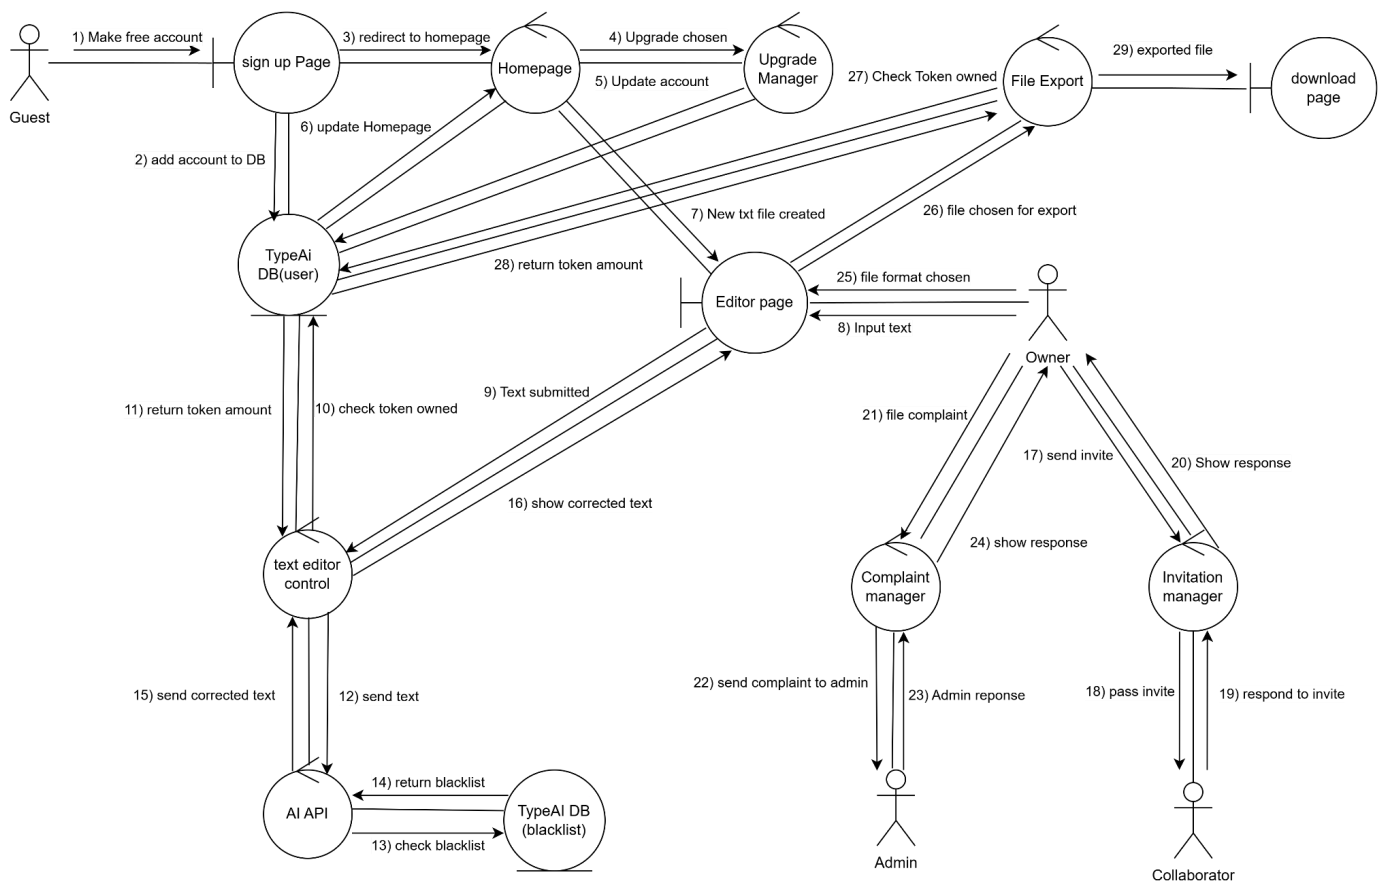 1) Make free account
3) redirect to homepage
4) Upgrade chosen
29) exported file
sign up Page
Homepage
Upgrade
Manager
5) Update account
27) Check Token owned
File Export
download
page
Guest
6) update Homepage
2) add account to DB
7) New txt file created
26) file chosen for export
TypeAi
DB(user)
28) return token amount
25) file format chosen
Editor page
8) Input text
Owner
9) Text submitted
11) return token amount
10) check token owned
21) file complaint
17) send invite
20) Show response
16) show corrected text
24) show response
text editor
control
Complaint
manager
Invitation
manager
15) send corrected text
12) send text
22) send complaint to admin
23) Admin reponse
18) pass invite
19) respond to invite
14) return blacklist
AI API
TypeAI DB
(blacklist)
13) check blacklist
Admin
Collaborator